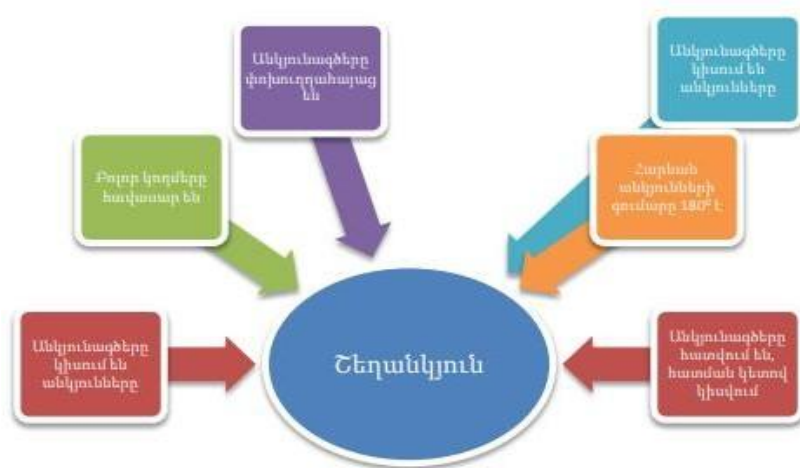 Անկյունագծերը
փոխուղղահայաց
են
Անկյունագծերը
կիսում են
անկյունները
Բոլոր կողմերը
հավասար են
Հարևան
անկյունների
գումարը 180⁰ է
Անկյունագծերը
կիսում են
անկյունները
Շեղանկյուն
Անկյունագծերը
հատվում են,
հատման կետով
կիսվում